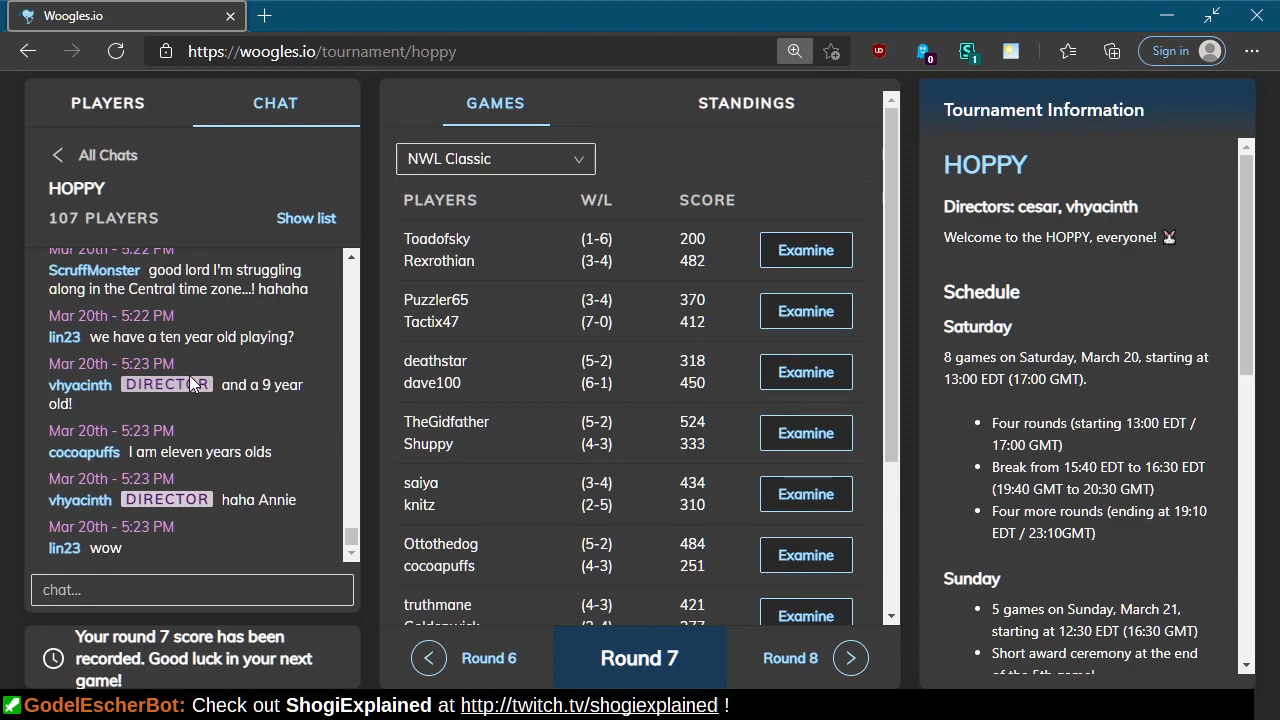 Woogles.io
https://woogles.io/tournament/hoppy
0
1
Sign in
PLAYERS
CHAT
All Chats
HOPPY
107 PLAYERS
Show list
Mar 20th - 5:22 PM
ScruffMonster good lord I'm struggling
along in the Central time zone...! hahaha
Mar 20th - 5:22 PM
lin23 we have a ten year old playing?
Mar 20th - 5:23 PM
vhyacinth DIRECTOR and a 9 year
old!
Mar 20th - 5:23 PM
cocoapuffs I am eleven years olds
Mar 20th - 5:23 PM
vhyacinth DIRECTOR haha Annie
Mar 20th - 5:23 PM
lin23 wow
chat...
Your round 7 score has been
recorded. Good luck in your next
game!
GAMES
STANDINGS
NWL Classic
PLAYERS W/L SCORE
Toadofsky (1-6) 200
Examine
Rexrothian (3-4) 482
Puzzler65 (3-4) 370
Examine
Tactix47 (7-0) 412
deathstar (5-2) 318
Examine
dave100 (6-1) 450
TheGidfather (5-2) 524
Examine
Shuppy (4-3) 333
saiya (3-4) 434
Examine
knitz (2-5) 310
Ottothedog (5-2) 484
Examine
cocoapuffs (4-3) 251
truthmane (4-3) 421
Examine
Round 6
Round 7
Round 8
Tournament Information
HOPPY
Directors: cesar, vhyacinth
Welcome to the HOPPY, everyone! 🐰
Schedule
Saturday
8 games on Saturday, March 20, starting at
13:00 EDT (17:00 GMT).
• Four rounds (starting 13:00 EDT /
17:00 GMT)
• Break from 15:40 EDT to 16:30 EDT
(19:40 GMT to 20:30 GMT)
• Four more rounds (ending at 19:10
EDT / 23:10GMT)
Sunday
• 5 games on Sunday, March 21,
starting at 12:30 EDT (16:30 GMT)
• Short award ceremony at the end
of the 5th game!
GodelEscherBot: Check out ShogiExplained at http://twitch.tv/shogiexplained !